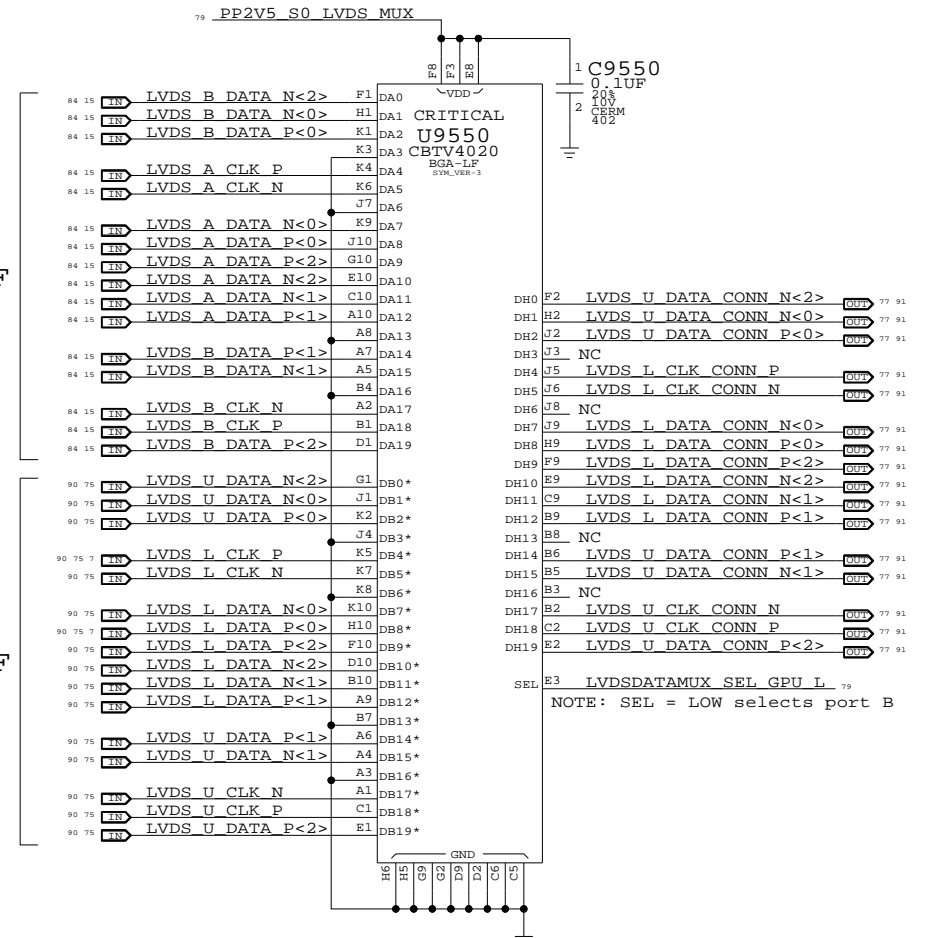 79 PP2V5_S0_LVDS_MUX
F8 F3 E8
VDD
1 C9550
0.1UF
20%
10V
2 CERM
402
CRITICAL
U9550
CBTV4020
BGA-LF
SYM_VER-3
84 15 IN LVDS_B_DATA_N<2> F1 DA0
84 15 IN LVDS_B_DATA_N<0> H1 DA1
84 15 IN LVDS_B_DATA_P<0> K1 DA2
K3 DA3
84 15 IN LVDS_A_CLK_P K4 DA4
84 15 IN LVDS_A_CLK_N K6 DA5
J7 DA6
84 15 IN LVDS_A_DATA_N<0> K9 DA7
84 15 IN LVDS_A_DATA_P<0> J10 DA8
84 15 IN LVDS_A_DATA_P<2> G10 DA9
84 15 IN LVDS_A_DATA_N<2> E10 DA10
84 15 IN LVDS_A_DATA_N<1> C10 DA11
84 15 IN LVDS_A_DATA_P<1> A10 DA12
A8 DA13
84 15 IN LVDS_B_DATA_P<1> A7 DA14
84 15 IN LVDS_B_DATA_N<1> A5 DA15
B4 DA16
84 15 IN LVDS_B_CLK_N A2 DA17
84 15 IN LVDS_B_CLK_P B1 DA18
84 15 IN LVDS_B_DATA_P<2> D1 DA19
90 75 IN LVDS_U_DATA_N<2> G1 DB0*
90 75 IN LVDS_U_DATA_N<0> J1 DB1*
90 75 IN LVDS_U_DATA_P<0> K2 DB2*
J4 DB3*
90 75 7 IN LVDS_L_CLK_P K5 DB4*
90 75 IN LVDS_L_CLK_N K7 DB5*
K8 DB6*
90 75 IN LVDS_L_DATA_N<0> K10 DB7*
90 75 7 IN LVDS_L_DATA_P<0> H10 DB8*
90 75 IN LVDS_L_DATA_P<2> F10 DB9*
90 75 IN LVDS_L_DATA_N<2> D10 DB10*
90 75 IN LVDS_L_DATA_N<1> B10 DB11*
90 75 IN LVDS_L_DATA_P<1> A9 DB12*
B7 DB13*
90 75 IN LVDS_U_DATA_P<1> A6 DB14*
90 75 IN LVDS_U_DATA_N<1> A4 DB15*
A3 DB16*
90 75 IN LVDS_U_CLK_N A1 DB17*
90 75 IN LVDS_U_CLK_P C1 DB18*
90 75 IN LVDS_U_DATA_P<2> E1 DB19*
DH0 F2 LVDS_U_DATA_CONN_N<2> OUT 77 91
DH1 H2 LVDS_U_DATA_CONN_N<0> OUT 77 91
DH2 J2 LVDS_U_DATA_CONN_P<0> OUT 77 91
DH3 J3 NC
DH4 J5 LVDS_L_CLK_CONN_P OUT 77 91
DH5 J6 LVDS_L_CLK_CONN_N OUT 77 91
DH6 J8 NC
DH7 J9 LVDS_L_DATA_CONN_N<0> OUT 77 91
DH8 H9 LVDS_L_DATA_CONN_P<0> OUT 77 91
DH9 F9 LVDS_L_DATA_CONN_P<2> OUT 77 91
DH10 E9 LVDS_L_DATA_CONN_N<2> OUT 77 91
DH11 C9 LVDS_L_DATA_CONN_N<1> OUT 77 91
DH12 B9 LVDS_L_DATA_CONN_P<1> OUT 77 91
DH13 B8 NC
DH14 B6 LVDS_U_DATA_CONN_P<1> OUT 77 91
DH15 B5 LVDS_U_DATA_CONN_N<1> OUT 77 91
DH16 B3 NC
DH17 B2 LVDS_U_CLK_CONN_N OUT 77 91
DH18 C2 LVDS_U_CLK_CONN_P OUT 77 91
DH19 E2 LVDS_U_DATA_CONN_P<2> OUT 77 91
SEL E3 LVDSDATAMUX_SEL_GPU_L 79
NOTE: SEL = LOW selects port B
GND
H6 H5 G9 G2 D9 D2 C6 C5